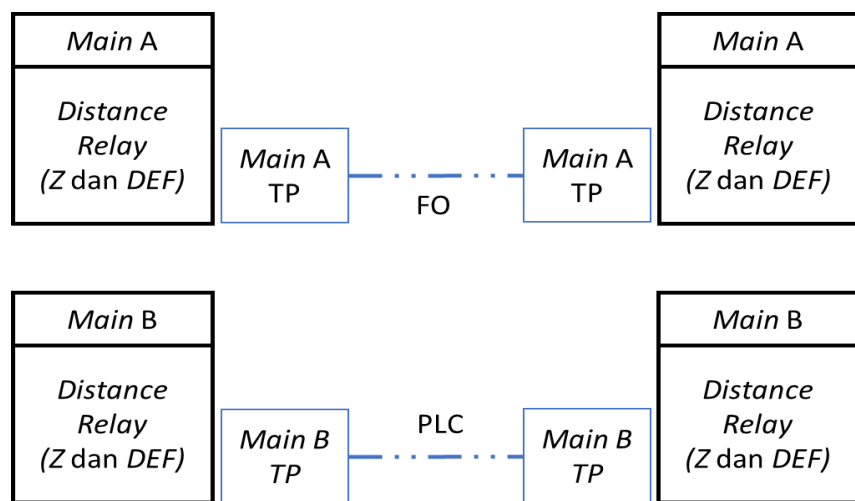 Main A
Distance
Relay
(Z dan DEF)
Main A
TP
FO
Main A
TP
Main A
Distance
Relay
(Z dan DEF)
Main B
Distance
Relay
(Z dan DEF)
Main B
TP
PLC
Main B
TP
Main B
Distance
Relay
(Z dan DEF)